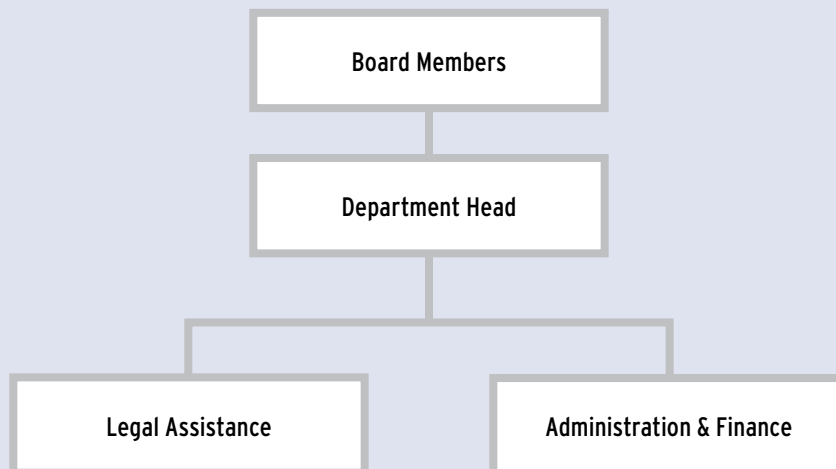 Board Members
Department Head
Legal Assistance
Administration & Finance